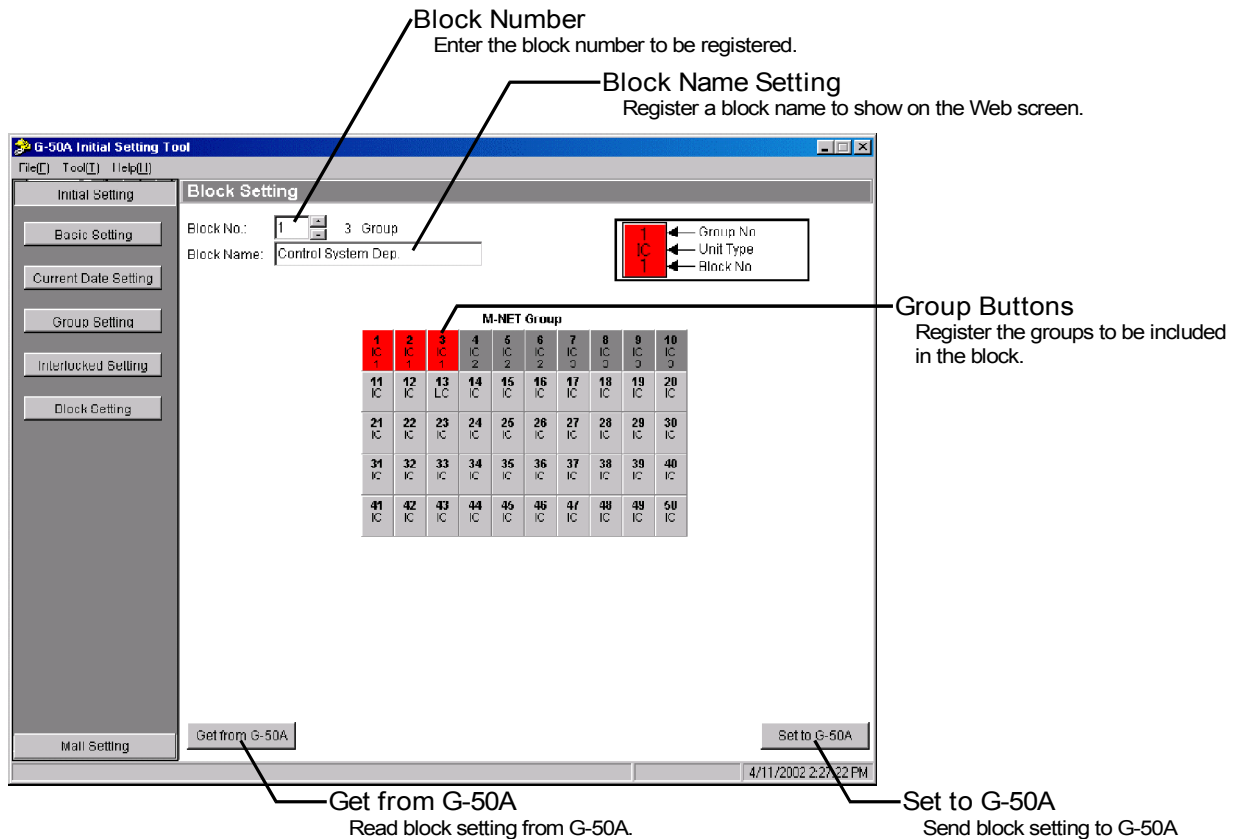 Block Number
Enter the block number to be registered.
Block Name Setting
Register a block name to show on the Web screen.
G-50A Initial Setting Tool
File(F) Tool(T) Help(H)
Initial Setting
Block Setting
Basic Setting
Block No.: 1 3 Group
1 Group No
Block Name: Control System Dep.
IC Unit Type
1 Block No
Current Date Setting
Group Setting
Interlocked Setting
Block Setting
Group Buttons
Register the groups to be included
in the block.
M-NET Group
1 2 3 4 5 6 7 8 9 10
IC IC IC IC IC IC IC IC IC IC
1 1 1 2 2 2 3 3 3 3
11 12 13 14 15 16 17 18 19 20
IC IC LC IC IC IC IC IC IC IC
21 22 23 24 25 26 27 28 29 30
IC IC IC IC IC IC IC IC IC IC
31 32 33 34 35 36 37 38 39 40
IC IC IC IC IC IC IC IC IC IC
41 42 43 44 45 46 47 48 49 50
IC IC IC IC IC IC IC IC IC IC
Mail Setting
Get from G-50A
Set to G-50A
4/11/2002 2:27:22 PM
Get from G-50A
Read block setting from G-50A.
Set to G-50A
Send block setting to G-50A